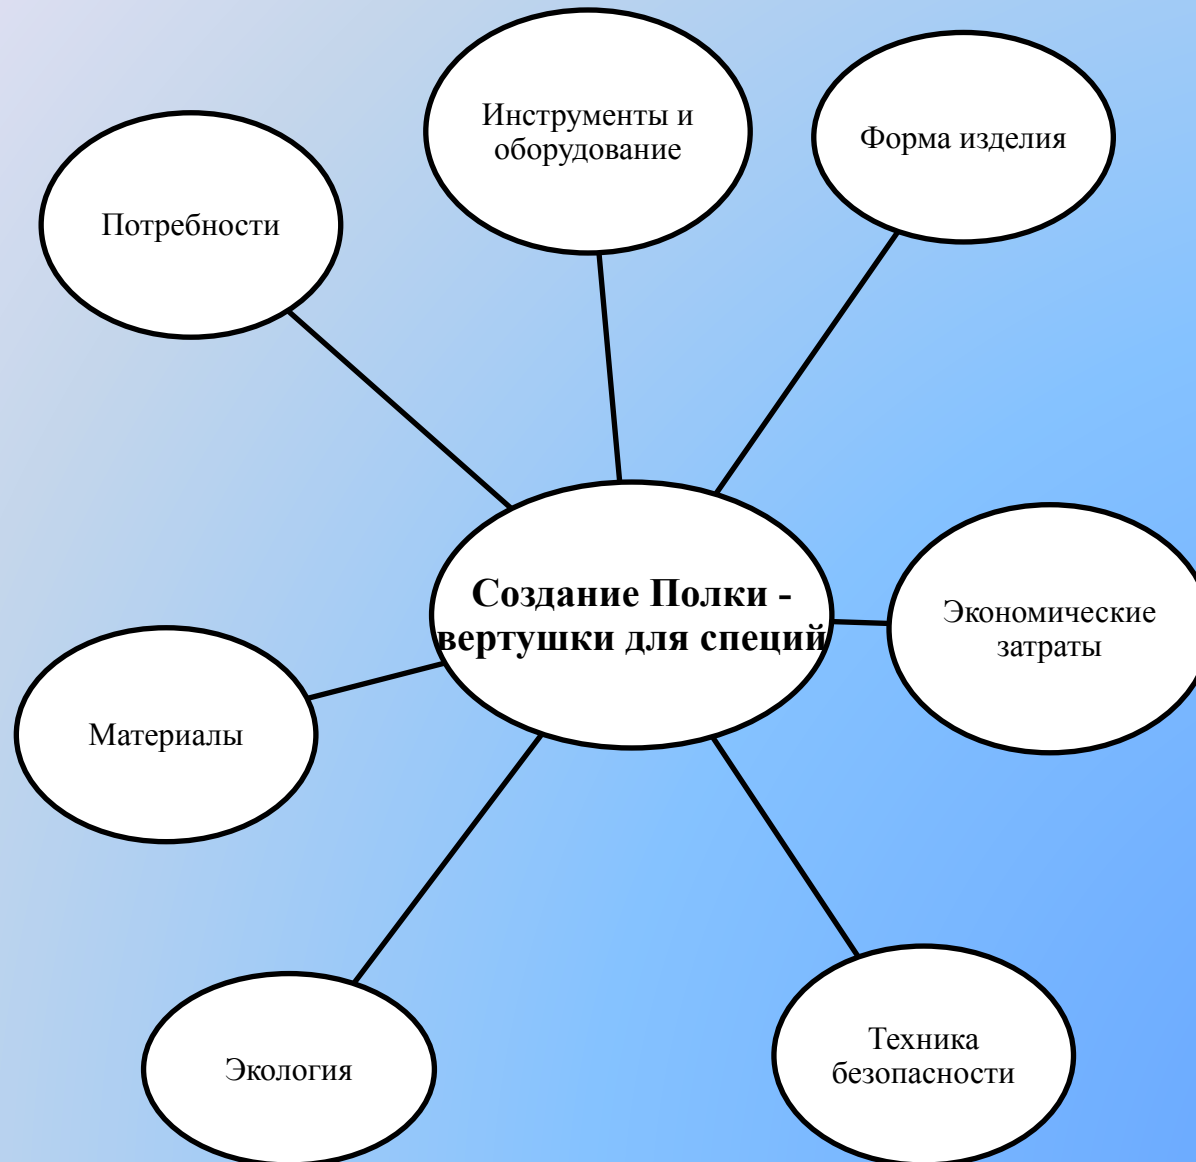 Инструменты и
оборудование
Форма изделия
Потребности
Создание Полки -
вертушки для специй
Экономические
затраты
Материалы
Экология
Техника
безопасности